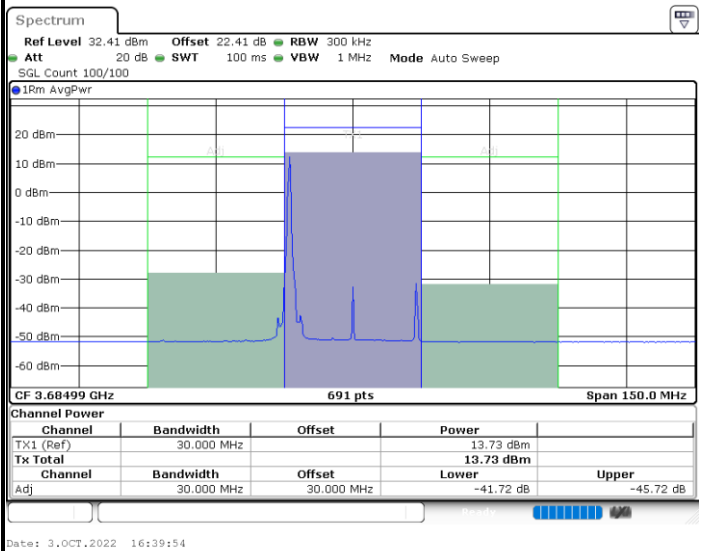 Spectrum
Ref Level 32.41 dBm Offset 22.41 dB RBW 300 kHz
Att 20 dB SWT 100 ms VBW 1 MHz Mode Auto Sweep
SGL Count 100/100
1Rm AvgPwr
20 dBm
TX1
Adj
Adj
10 dBm
0 dBm
-10 dBm
-20 dBm
-30 dBm
-40 dBm
-50 dBm
-60 dBm
CF 3.68499 GHz 691 pts Span 150.0 MHz
Channel Power
Channel Bandwidth Offset Power
TX1 (Ref) 30.000 MHz 13.73 dBm
Tx Total 13.73 dBm
Channel Bandwidth Offset Lower Upper
Adj 30.000 MHz 30.000 MHz -41.72 dB -45.72 dB
Ready
Date: 3.OCT.2022 16:39:54